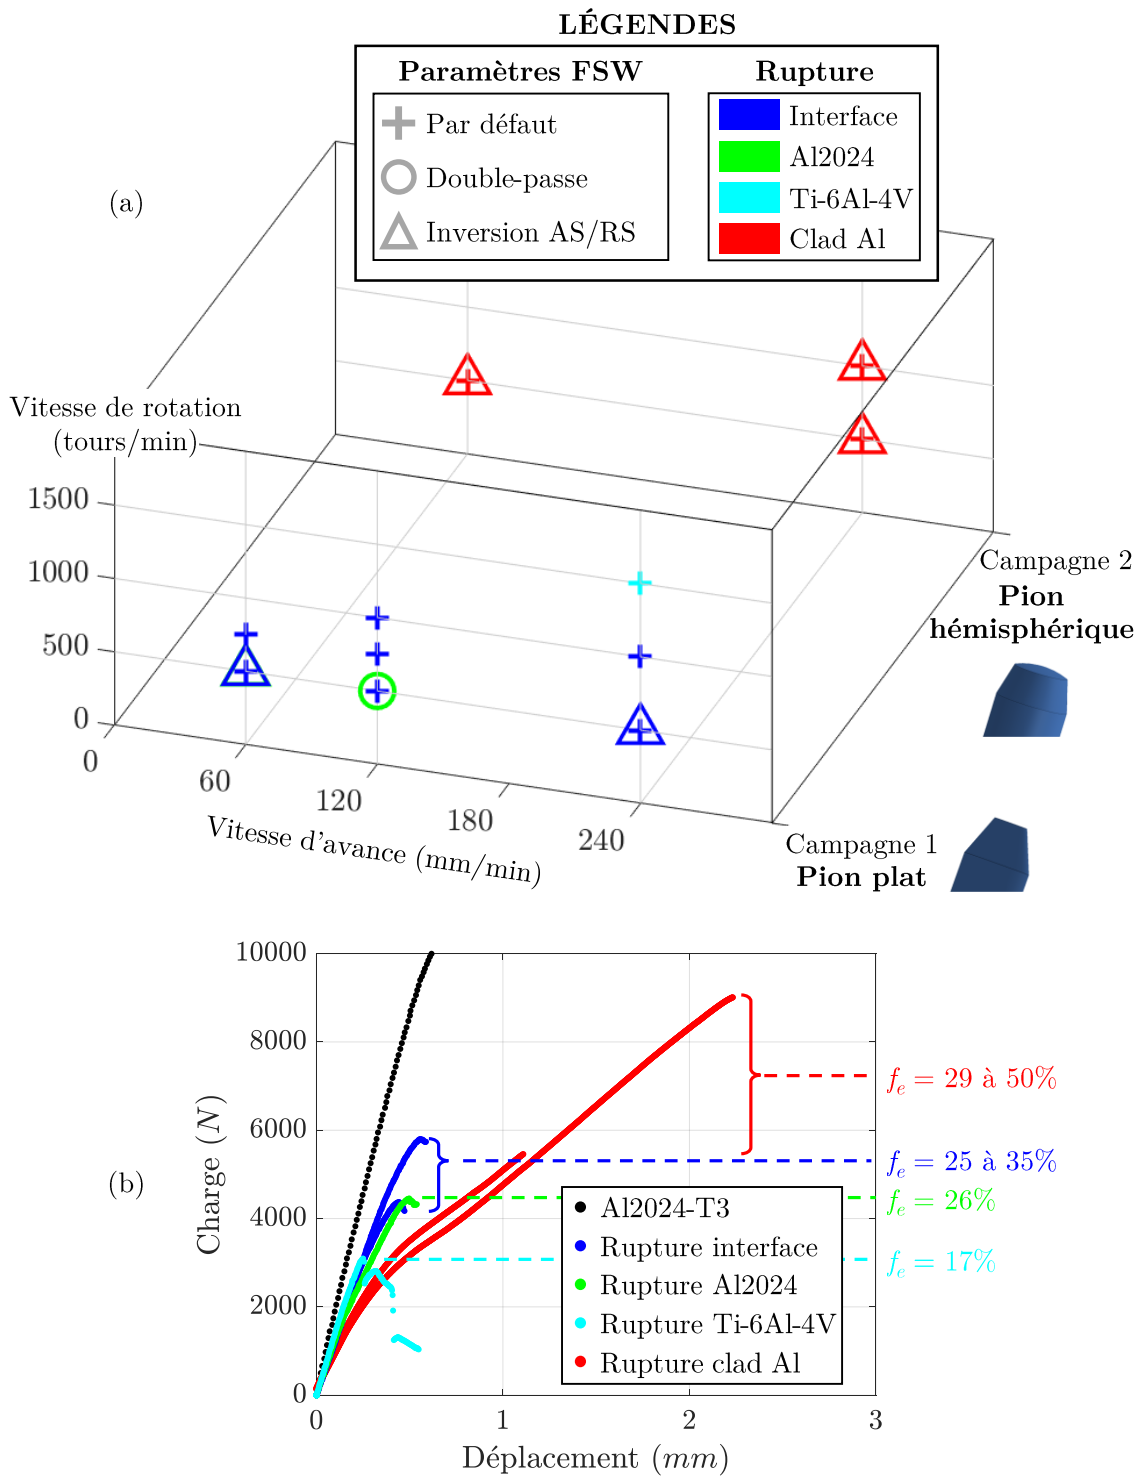 LÉGENDES
Paramètres FSW
Par défaut
Double-passe
Inversion AS/RS
Rupture
Interface
Al2024
Ti-6Al-4V
Clad Al
(a)
Vitesse de rotation
(tours/min)
1500
1000
500
0
0
60
120
180
240
Vitesse d'avance (mm/min)
Campagne 2
Pion
hémisphérique
Campagne 1
Pion plat
(b)
10000
8000
6000
4000
2000
0
Charge (N)
0
1
2
3
Déplacement (mm)
Al2024-T3
Rupture interface
Rupture Al2024
Rupture Ti-6Al-4V
Rupture clad Al
fe = 29 à 50%
fe = 25 à 35%
fe = 26%
fe = 17%